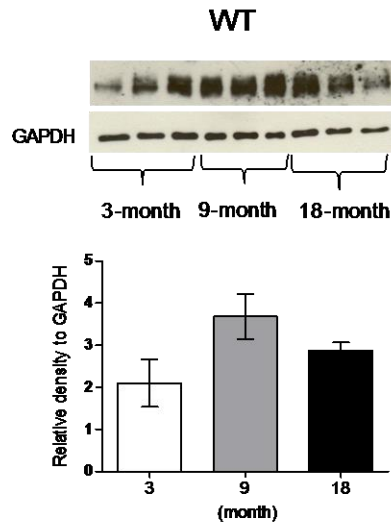 WT
GAPDH
3-month 9-month 18-month
Relative density to GAPDH
5
4
3
2
1
0
3 9 18
(month)